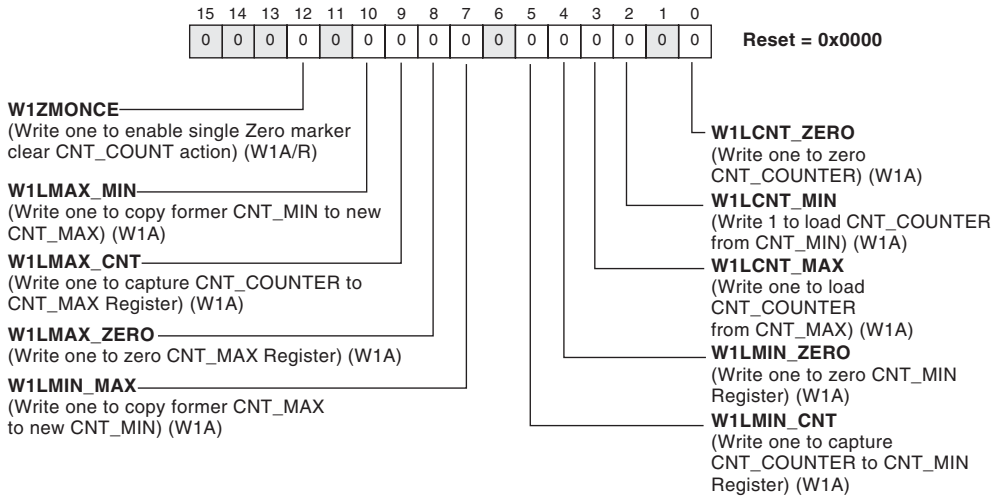 15 14 13 12 11 10 9 8 7 6 5 4 3 2 1 0
0 0 0 0 0 0 0 0 0 0 0 0 0 0 0 0
Reset = 0x0000
W1ZMONCE
(Write one to enable single Zero marker
clear CNT_COUNT action) (W1A/R)
W1LMAX_MIN
(Write one to copy former CNT_MIN to new
CNT_MAX) (W1A)
W1LMAX_CNT
(Write one to capture CNT_COUNTER to
CNT_MAX Register) (W1A)
W1LMAX_ZERO
(Write one to zero CNT_MAX Register) (W1A)
W1LMIN_MAX
(Write one to copy former CNT_MAX
to new CNT_MIN) (W1A)
W1LCNT_ZERO
(Write one to zero
CNT_COUNTER) (W1A)
W1LCNT_MIN
(Write 1 to load CNT_COUNTER
from CNT_MIN) (W1A)
W1LCNT_MAX
(Write one to load
CNT_COUNTER
from CNT_MAX) (W1A)
W1LMIN_ZERO
(Write one to zero CNT_MIN
Register) (W1A)
W1LMIN_CNT
(Write one to capture
CNT_COUNTER to CNT_MIN
Register) (W1A)